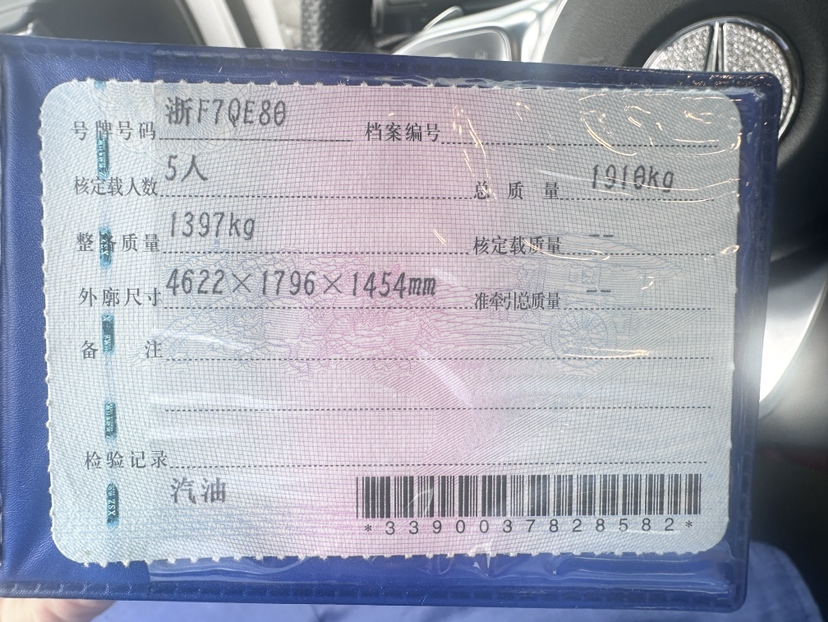 号牌号码 浙F7QE80 档案编号
核定载人数 5人 总质量 1910kg
整备质量 1397kg 核定载质量 --
外廓尺寸 4622×1796×1454mm 准牵引总质量 --
备注
检验记录
汽油
*3390037828582*